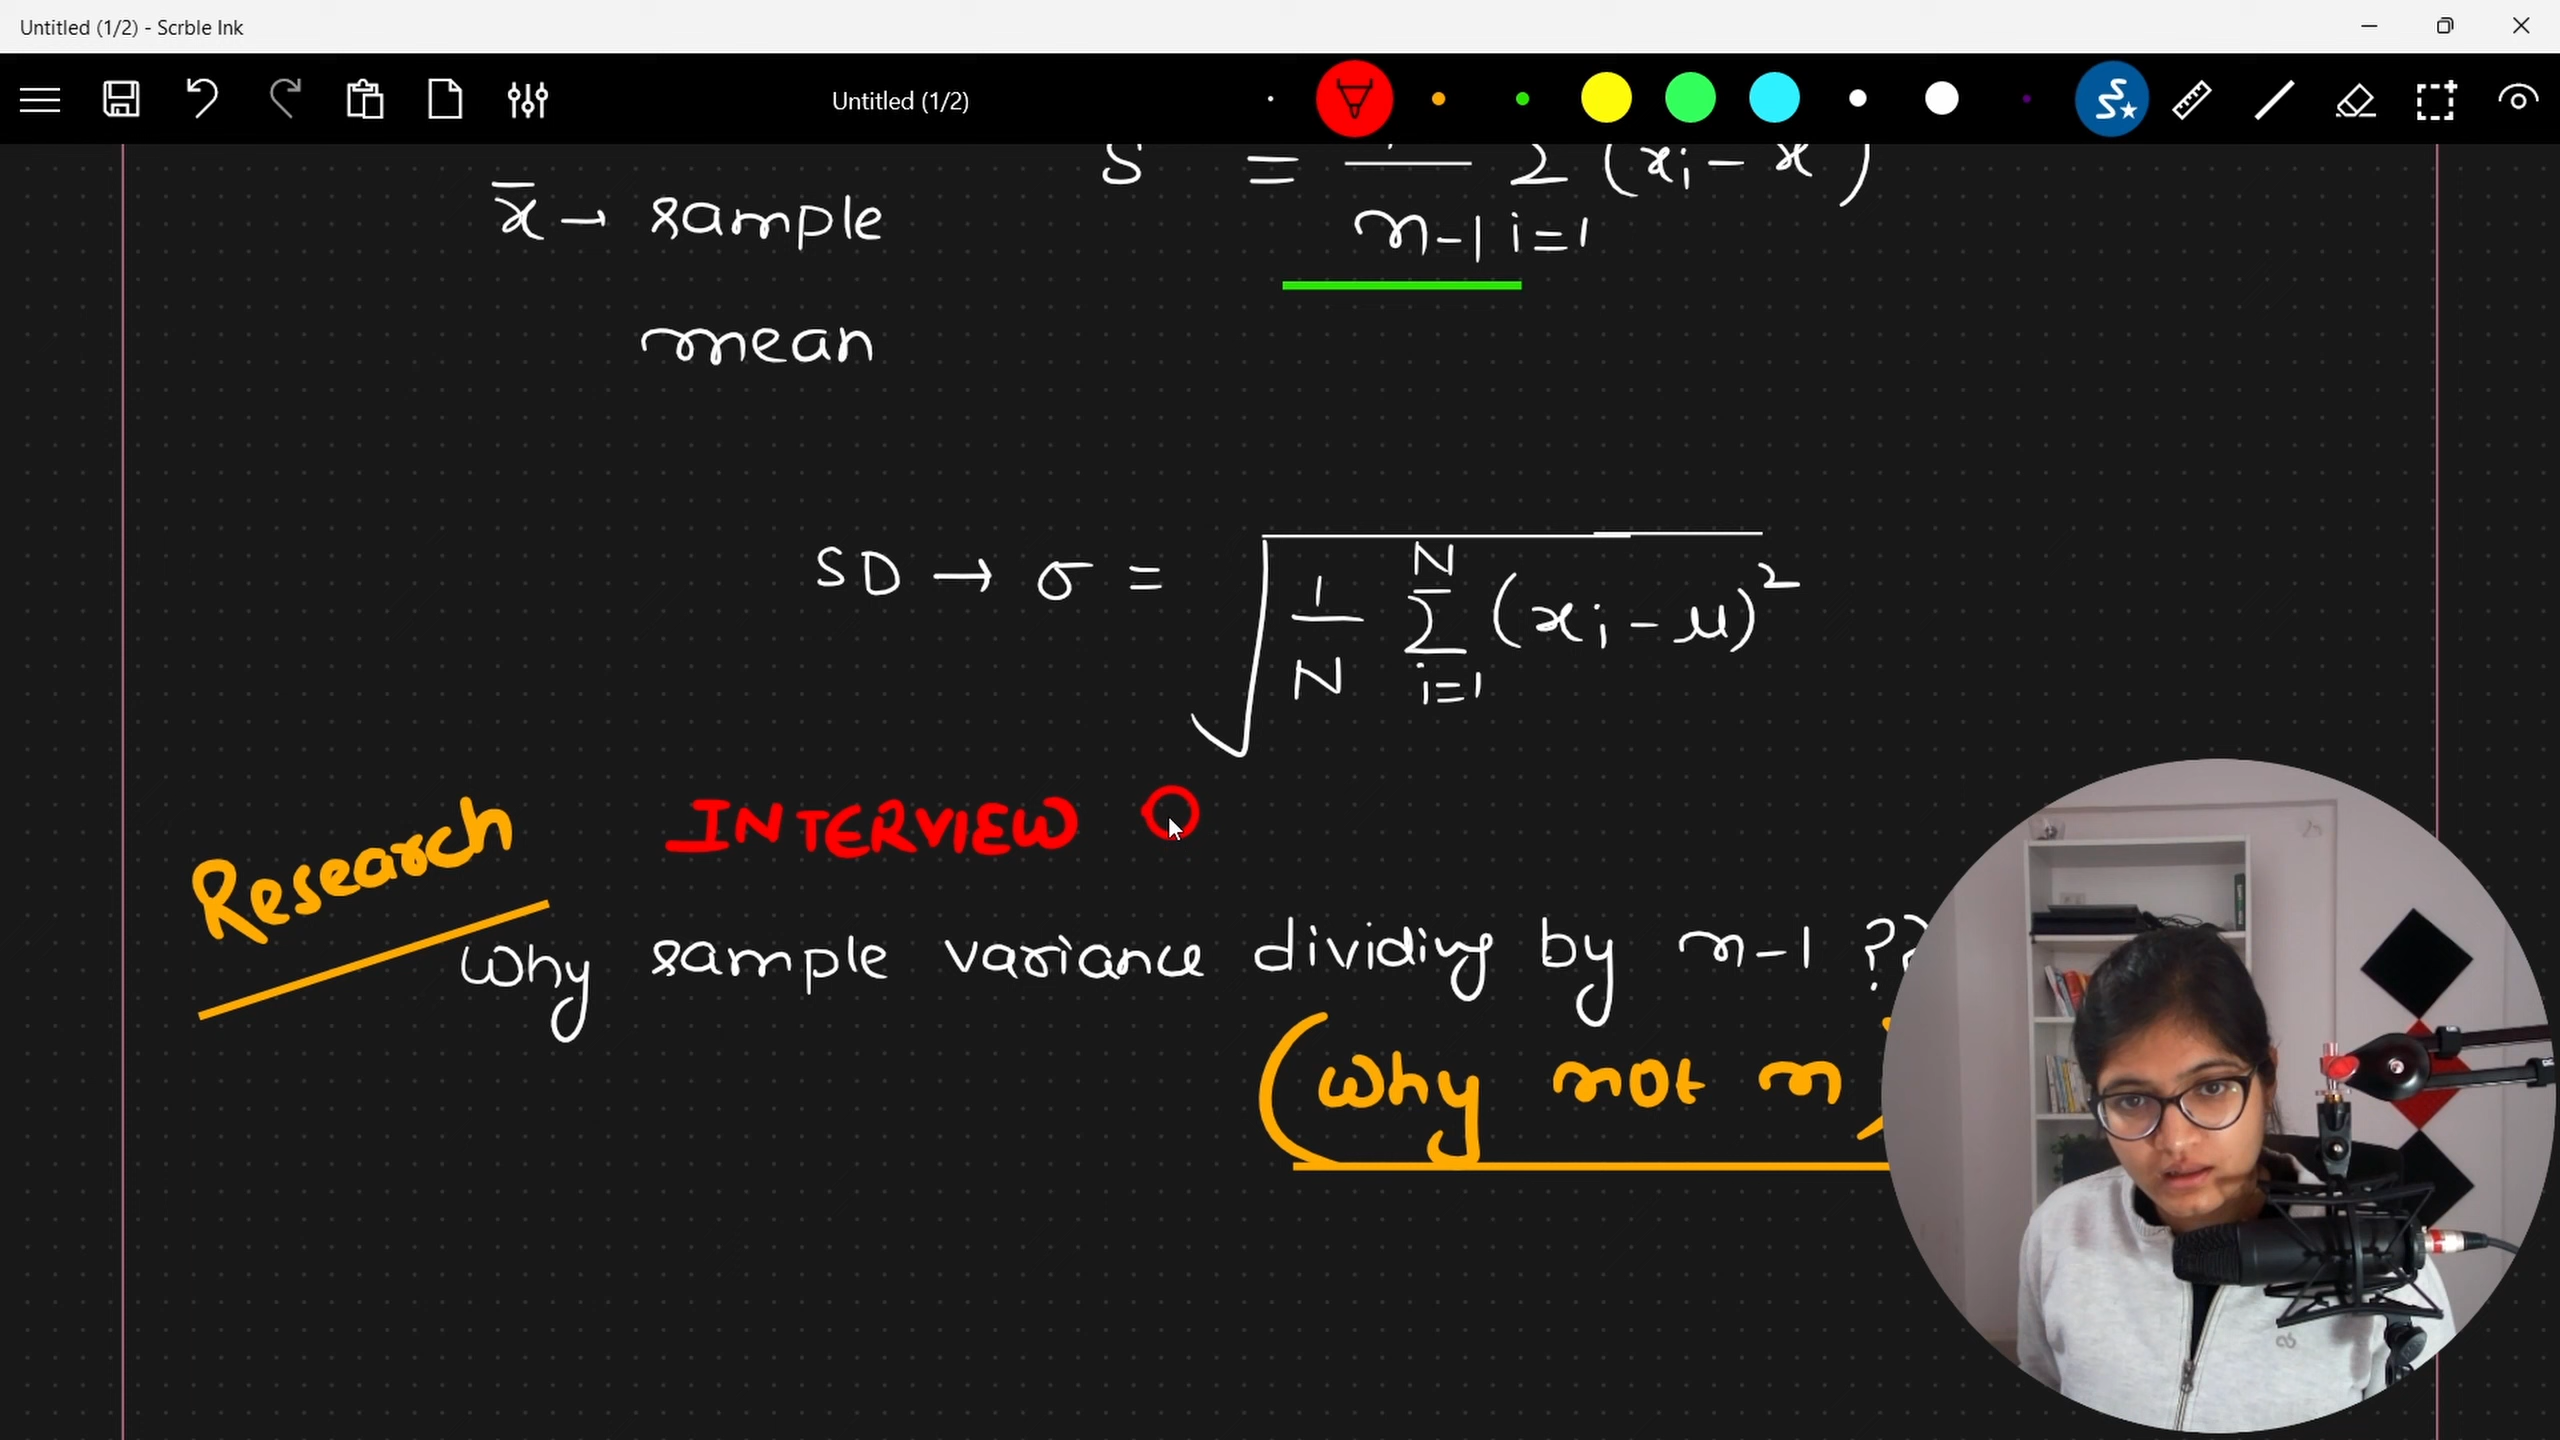 Untitled (1/2) - Scrble Ink
Untitled (1/2)
S = Σ (xᵢ - x̄)
n-1 i=1
x̄ → sample
mean
SD → σ = √ 1/N Σ (xᵢ - μ)²
N
i=1
Research
INTERVIEW Q
Why sample variance dividing by n-1 ??
(Why not n